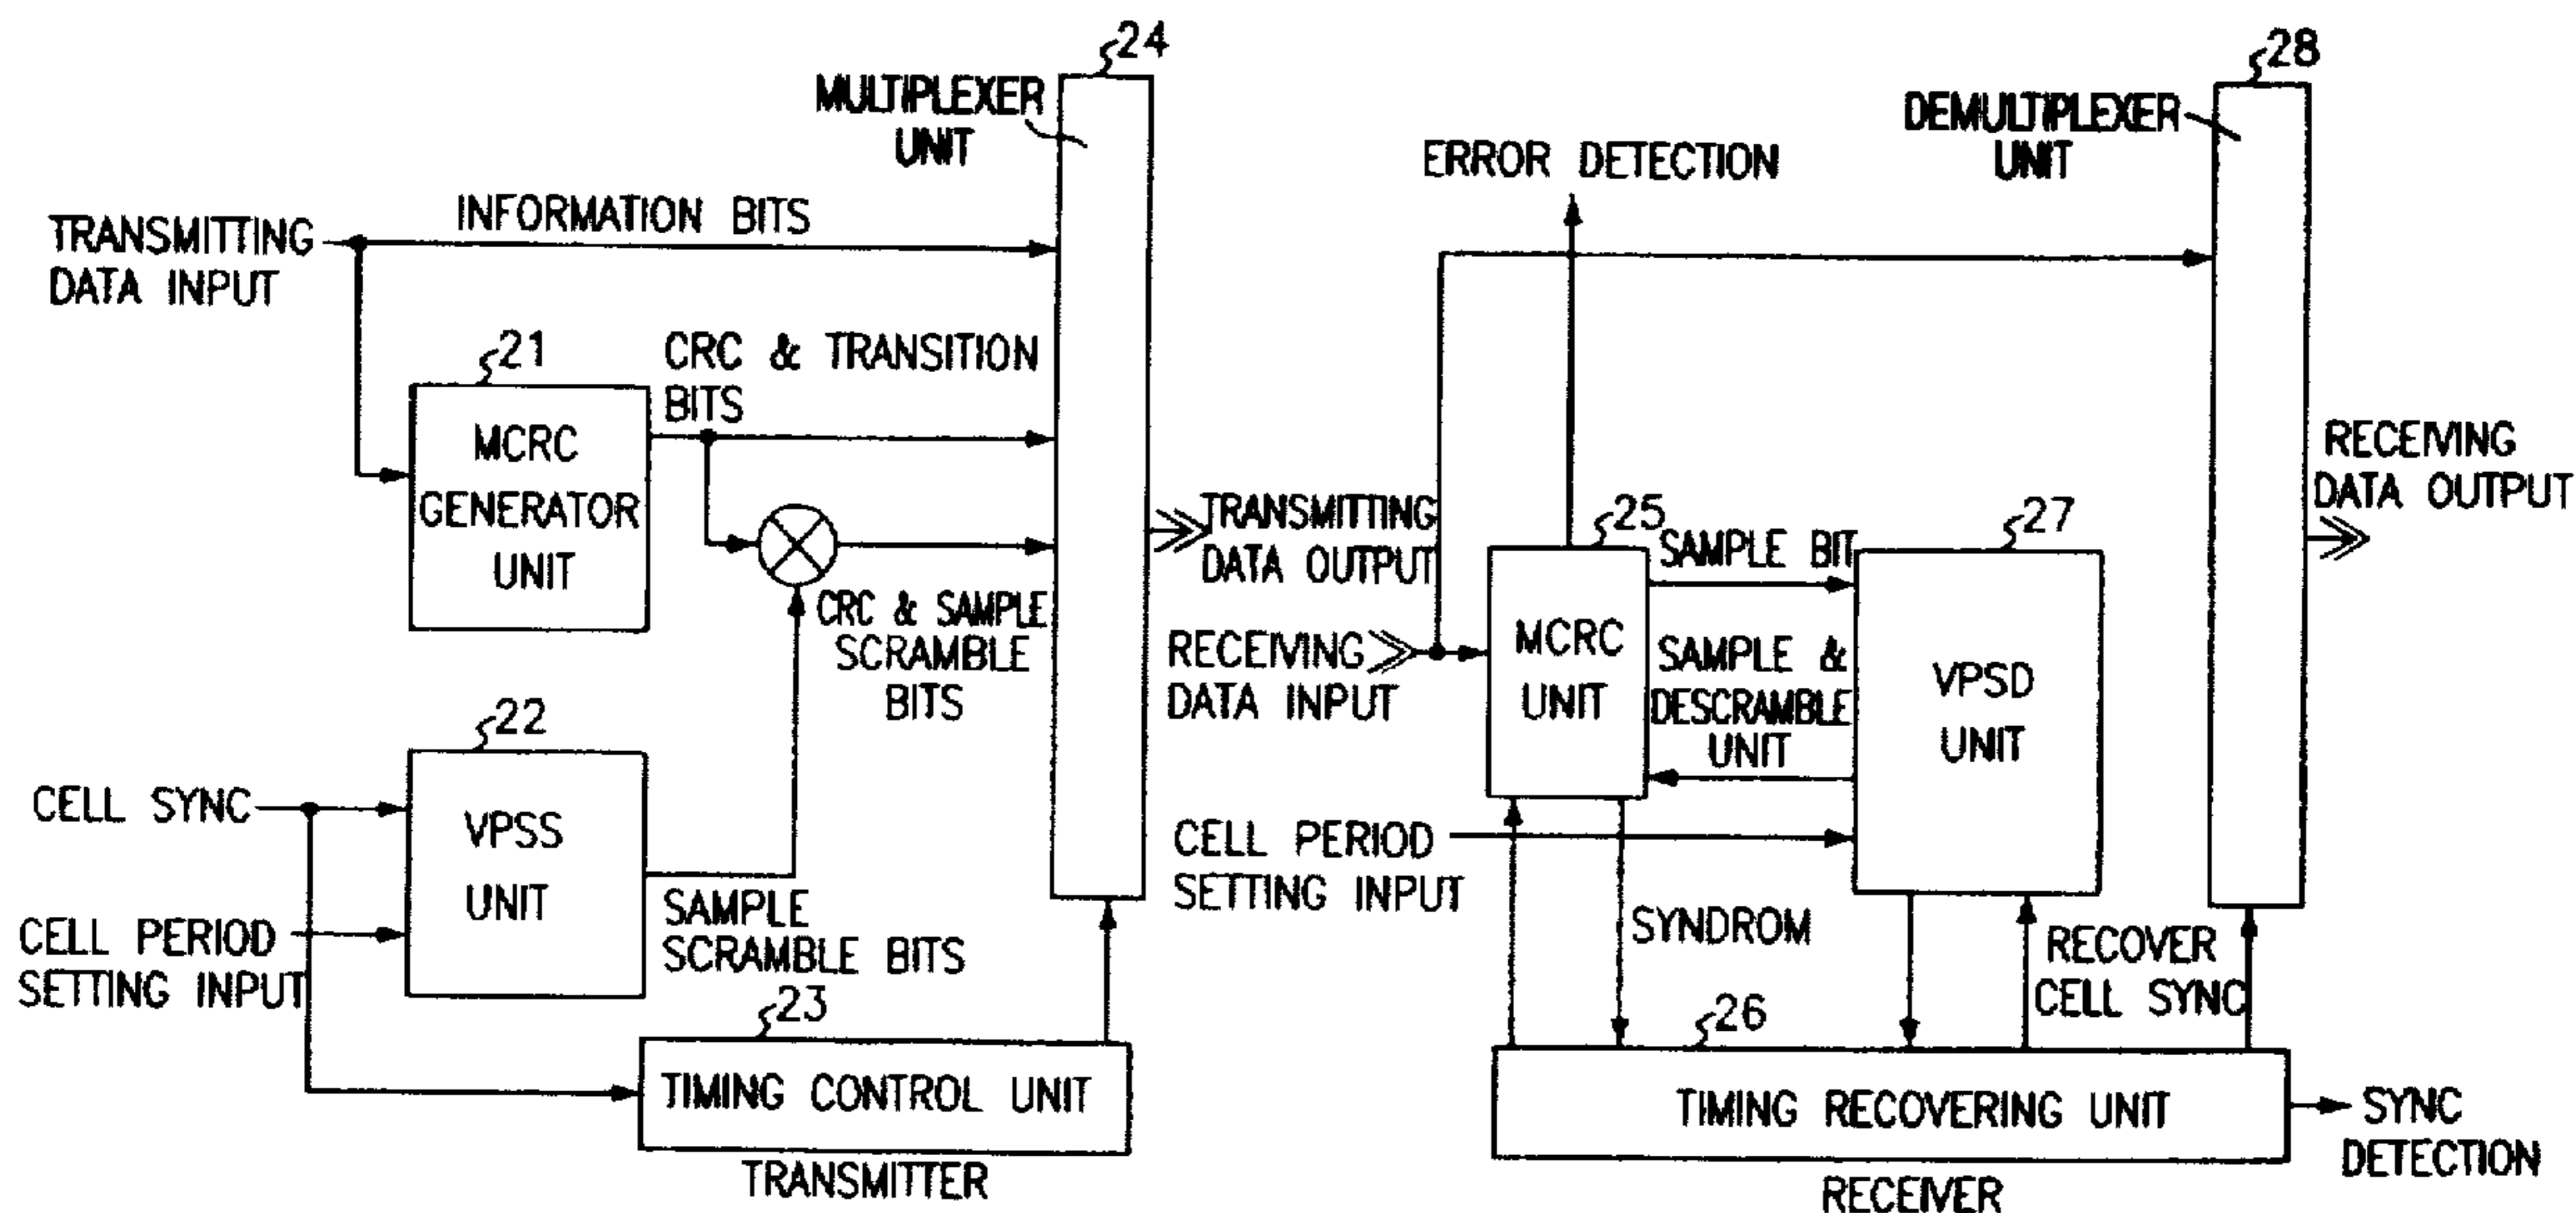 24
MULTIPLEXER
UNIT
INFORMATION BITS
TRANSMITTING
DATA INPUT
21
CRC & TRANSITION
BITS
MCRC
GENERATOR
UNIT
TRANSMITTING
DATA OUTPUT
CRC & SAMPLE
SCRAMBLE
BITS
22
CELL SYNC
VPSS
UNIT
CELL PERIOD
SETTING INPUT
SAMPLE
SCRAMBLE BITS
23
TIMING CONTROL UNIT
TRANSMITTER
28
DEMULTIPLEXER
UNIT
ERROR DETECTION
RECEIVING
DATA OUTPUT
25
SAMPLE BIT
27
RECEIVING
DATA INPUT
MCRC
UNIT
SAMPLE &
DESCRAMBLE
UNIT
VPSD
UNIT
CELL PERIOD
SETTING INPUT
SYNDROM
RECOVER
CELL SYNC
26
TIMING RECOVERING UNIT
SYNC
DETECTION
RECEIVER